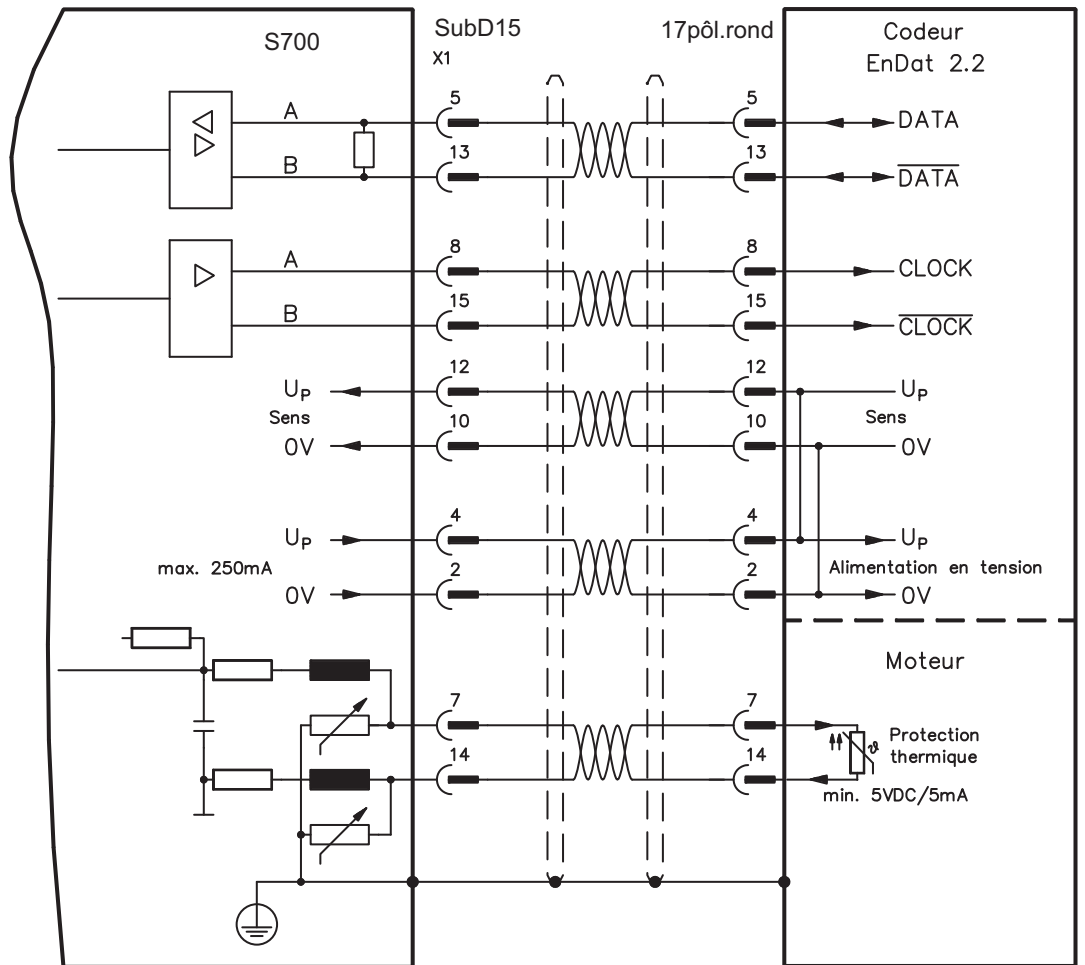 S700
SubD15
X1
17pôl.rond
Codeur
EnDat 2.2
A
5
5
DATA
B
13
13
DATA
A
8
8
CLOCK
B
15
15
CLOCK
UP
12
12
UP
Sens
Sens
0V
10
10
0V
UP
4
4
UP
max. 250mA
Alimentation en tension
0V
2
2
0V
Moteur
7
7
Protection
thermique
ϑ
14
14
min. 5VDC/5mA